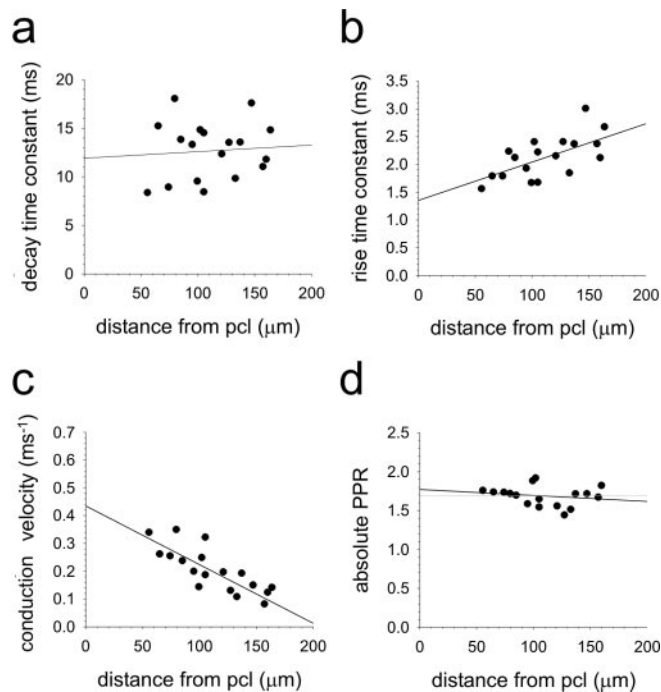 a
decay time constant (ms)
20
15
10
5
0
0 50 100 150 200
distance from pcl (μm)
b
rise time constant (ms)
3.5
3.0
2.5
2.0
1.5
1.0
0.5
0.0
0 50 100 150 200
distance from pcl (μm)
c
conduction velocity (ms⁻¹)
0.7
0.6
0.5
0.4
0.3
0.2
0.1
0.0
0 50 100 150 200
distance from pcl (μm)
d
absolute PPR
2.5
2.0
1.5
1.0
0.5
0.0
0 50 100 150 200
distance from pcl (μm)